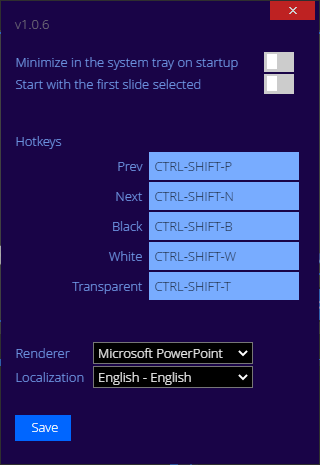 v1.0.6
Minimize in the system tray on startup
Start with the first slide selected
Hotkeys
Prev CTRL-SHIFT-P
Next CTRL-SHIFT-N
Black CTRL-SHIFT-B
White CTRL-SHIFT-W
Transparent CTRL-SHIFT-T
Renderer Microsoft PowerPoint
Localization English - English
Save